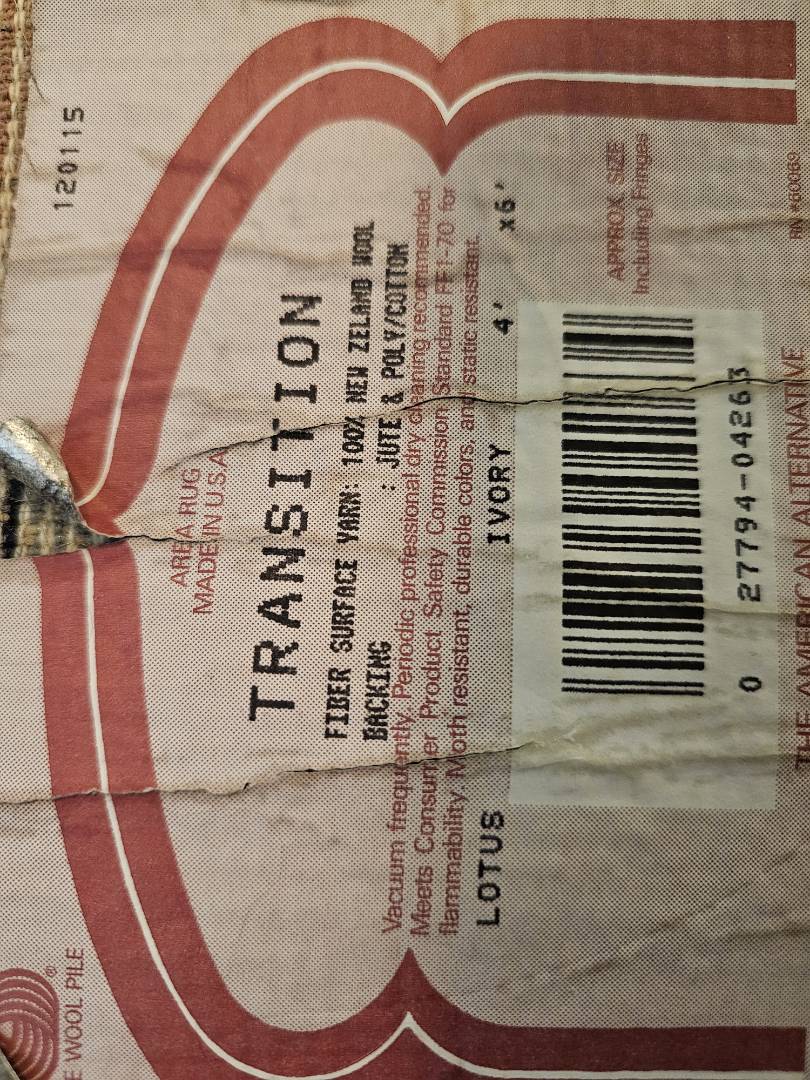 120115
AREA RUG
MADE IN U.S.A.
TRANSITION
FIBER SURFACE YARN: 100% NEW ZELAND WOOL
BACKING : JUTE & POLY/COTTON
Vacuum frequently. Periodic professional dry cleaning recommended.
Meets Consumer Product Safety Commission Standard FF1-70 for
flammability. Moth resistant, durable colors, and static resistant.
LOTUS IVORY 4' x6'
APPROX. SIZE
Including Fringes
0 27794-04263
THE AMERICAN ALTERNATIVE
®
E WOOL PILE